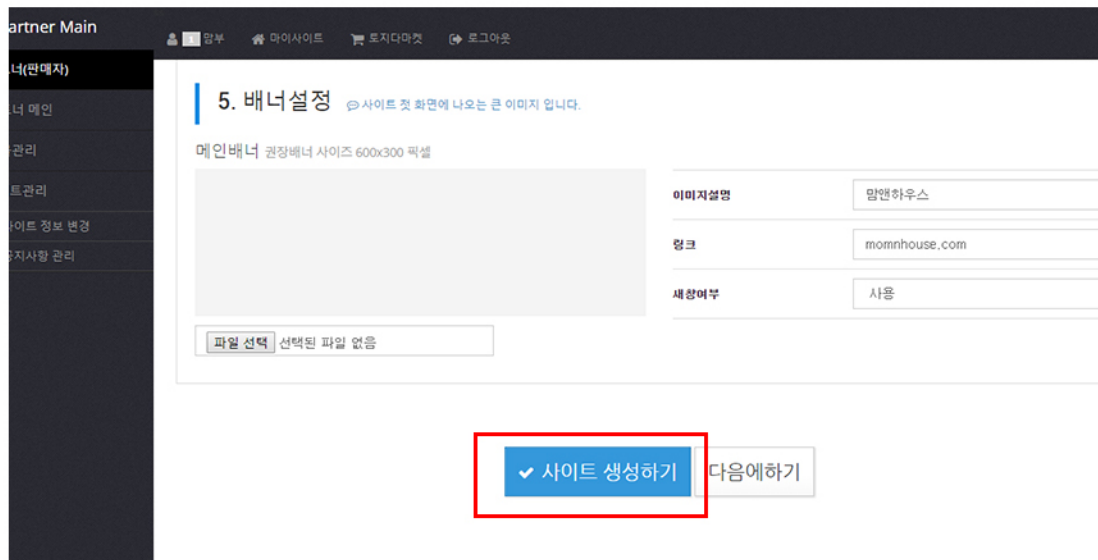 artner Main
1 맘부 마이사이트 토지다마켓 로그아웃
너(판매자)
너 메인
관리
트관리
사이트 정보 변경
공지사항 관리
5. 배너설정 사이트 첫 화면에 나오는 큰 이미지 입니다.
메인배너 권장배너 사이즈 600x300 픽셀
이미지설명 맘앤하우스
링크 momnhouse.com
새창여부 사용
파일 선택 선택된 파일 없음
사이트 생성하기 다음에하기